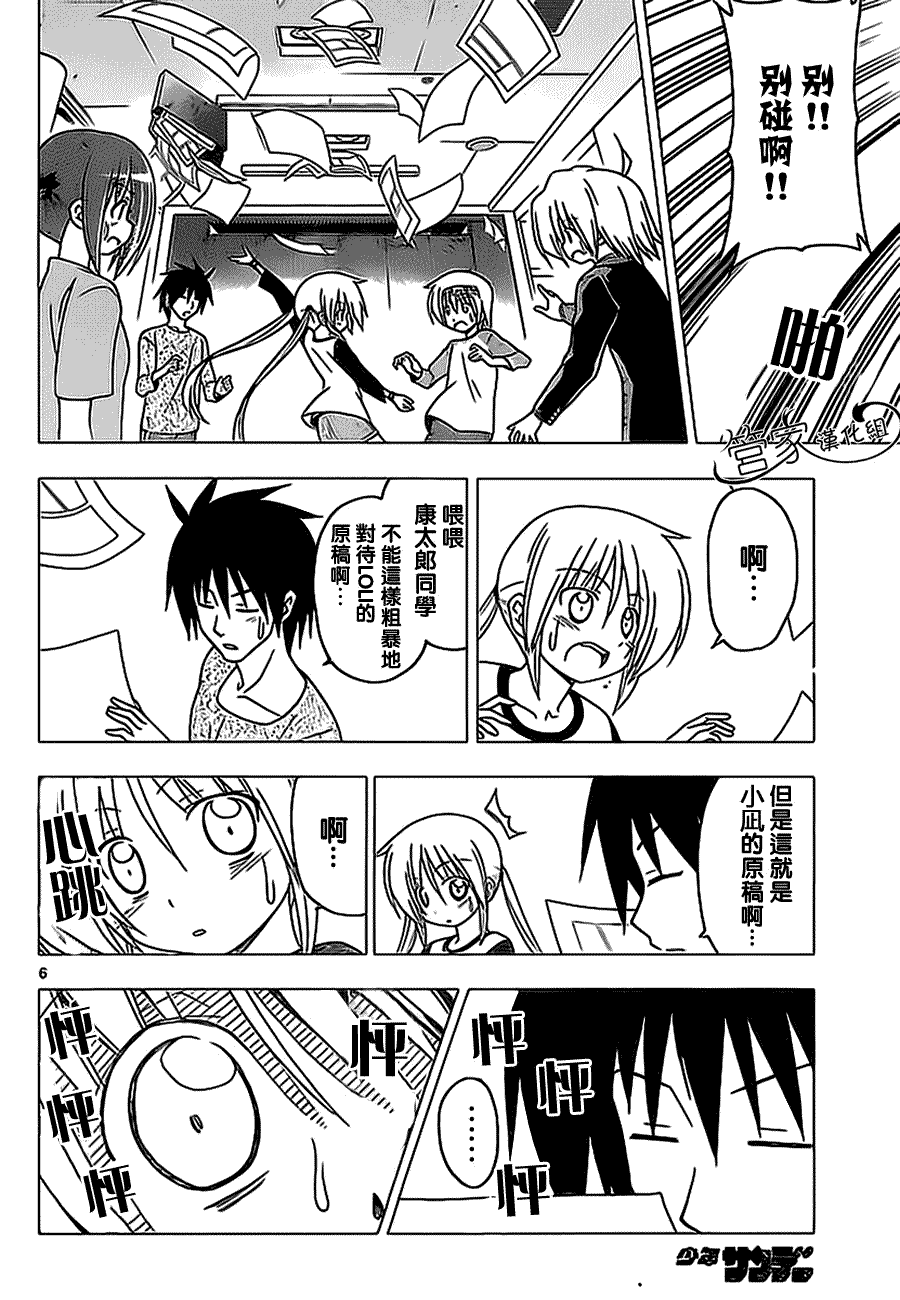 別!!
別碰啊!!
啪
管家漢化組
啊…
喂喂
康太郎同學
不能這樣粗暴地
對待LOLI的
原稿啊…
但是這就是
小凪的原稿啊…
啊…
心跳
6
怦
怦
怦
……
怦
怦
怦
怦
少年サンデー